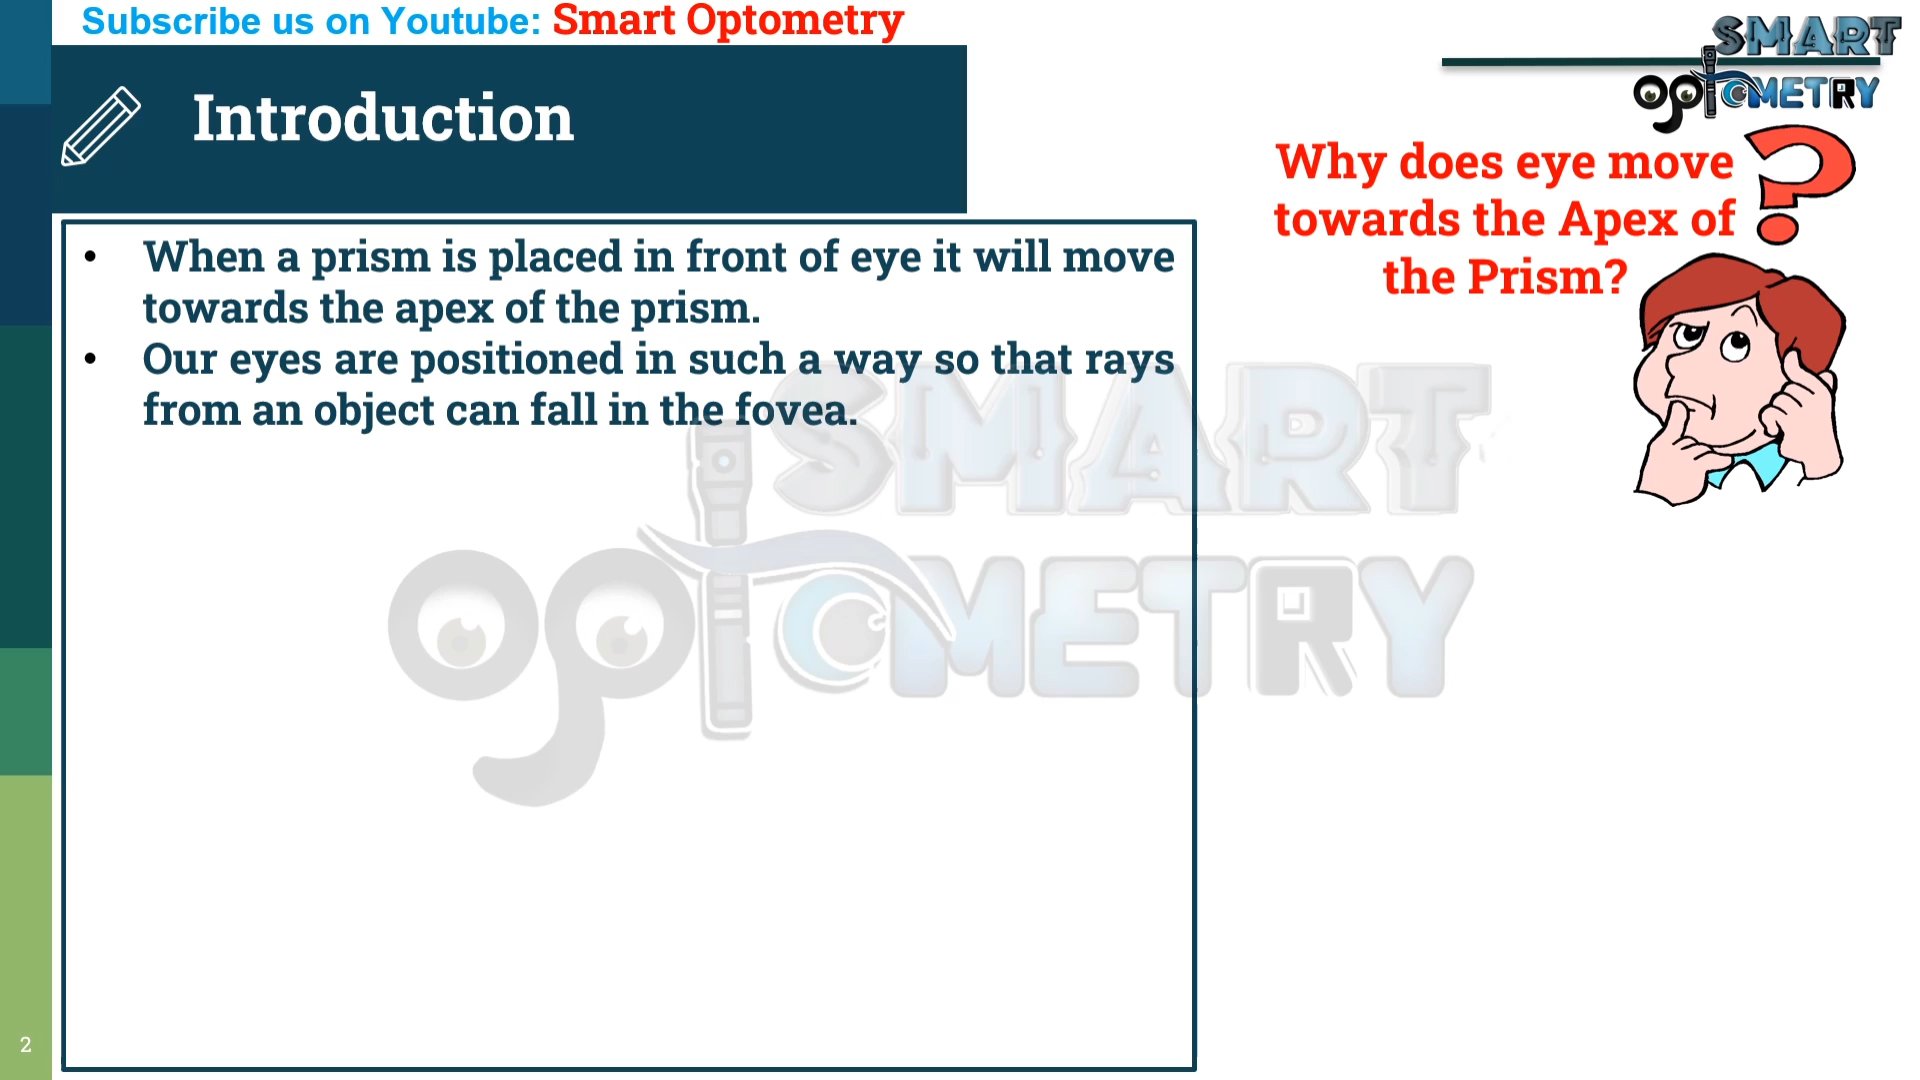 Subscribe us on Youtube: Smart Optometry
SMART
OptOMETRY
Introduction
Why does eye move
towards the Apex of
the Prism?
• When a prism is placed in front of eye it will move
towards the apex of the prism.
• Our eyes are positioned in such a way so that rays
from an object can fall in the fovea.
SMART
OptOMETRY
2